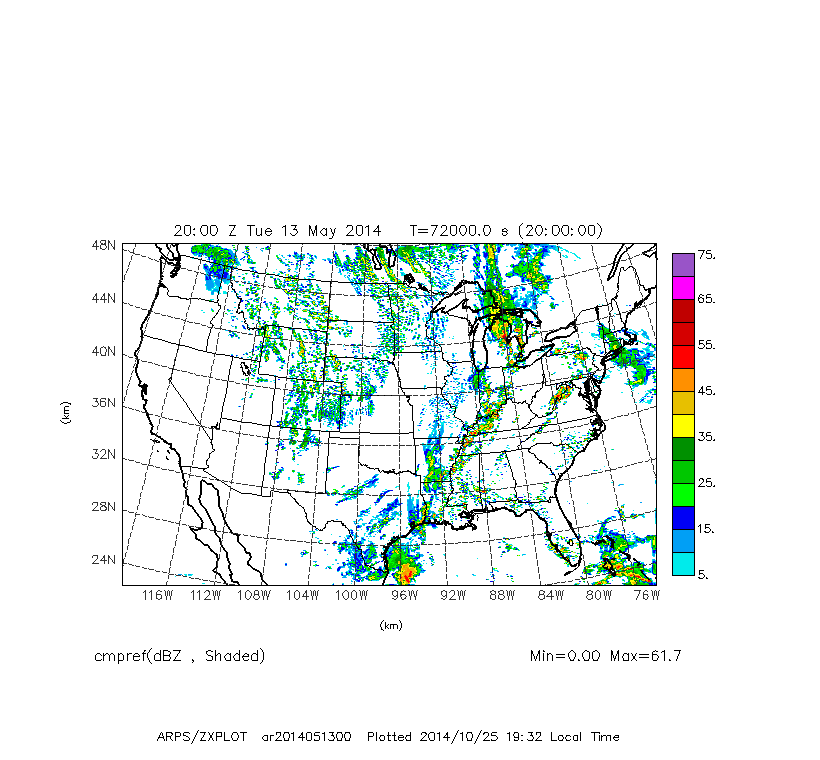 20:00 Z Tue 13 May 2014 T=72000.0 s (20:00:00)
48N
44N
40N
36N
32N
28N
24N
(km)
116W 112W 108W 104W 100W 96W 92W 88W 84W 80W 76W
(km)
75.
65.
55.
45.
35.
25.
15.
5.
cmpref(dBZ , Shaded)
Min=0.00 Max=61.7
ARPS/ZXPLOT ar2014051300 Plotted 2014/10/25 19:32 Local Time